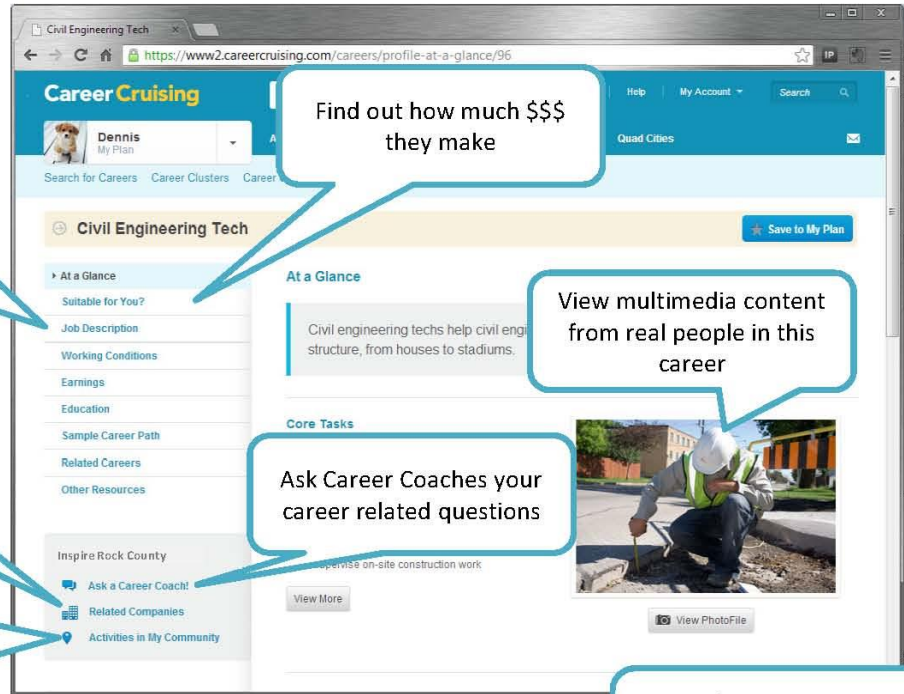 Civil Engineering Tech
https://www2.careercruising.com/careers/profile-at-a-glance/96
IP
CareerCruising
Help
My Account
Search
Dennis
My Plan
Quad Cities
Search for Careers
Career Clusters
Find out how much $$$
they make
Civil Engineering Tech
Save to My Plan
At a Glance
Suitable for You?
Job Description
Working Conditions
Earnings
Education
Sample Career Path
Related Careers
Other Resources
At a Glance
Civil engineering techs help civil
structure, from houses to stadiums.
View multimedia content
from real people in this
career
Core Tasks
Ask Career Coaches your
career related questions
on-site construction work
View More
View PhotoFile
Inspire Rock County
Ask a Career Coach!
Related Companies
Activities in My Community